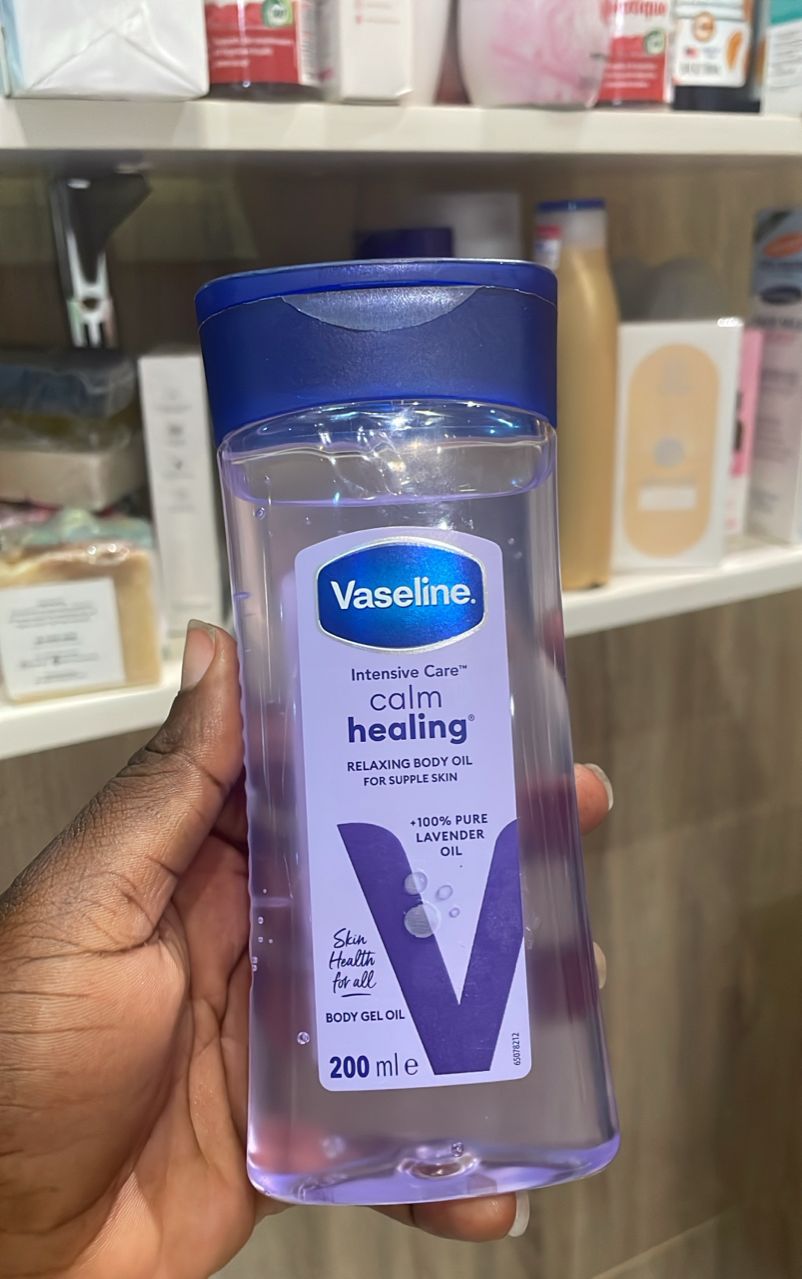 Vaseline.
Intensive Care™
calm
healing®
RELAXING BODY OIL
FOR SUPPLE SKIN
+100% PURE
LAVENDER
OIL
Skin
Health
for all
BODY GEL OIL
200 ml e
65078212